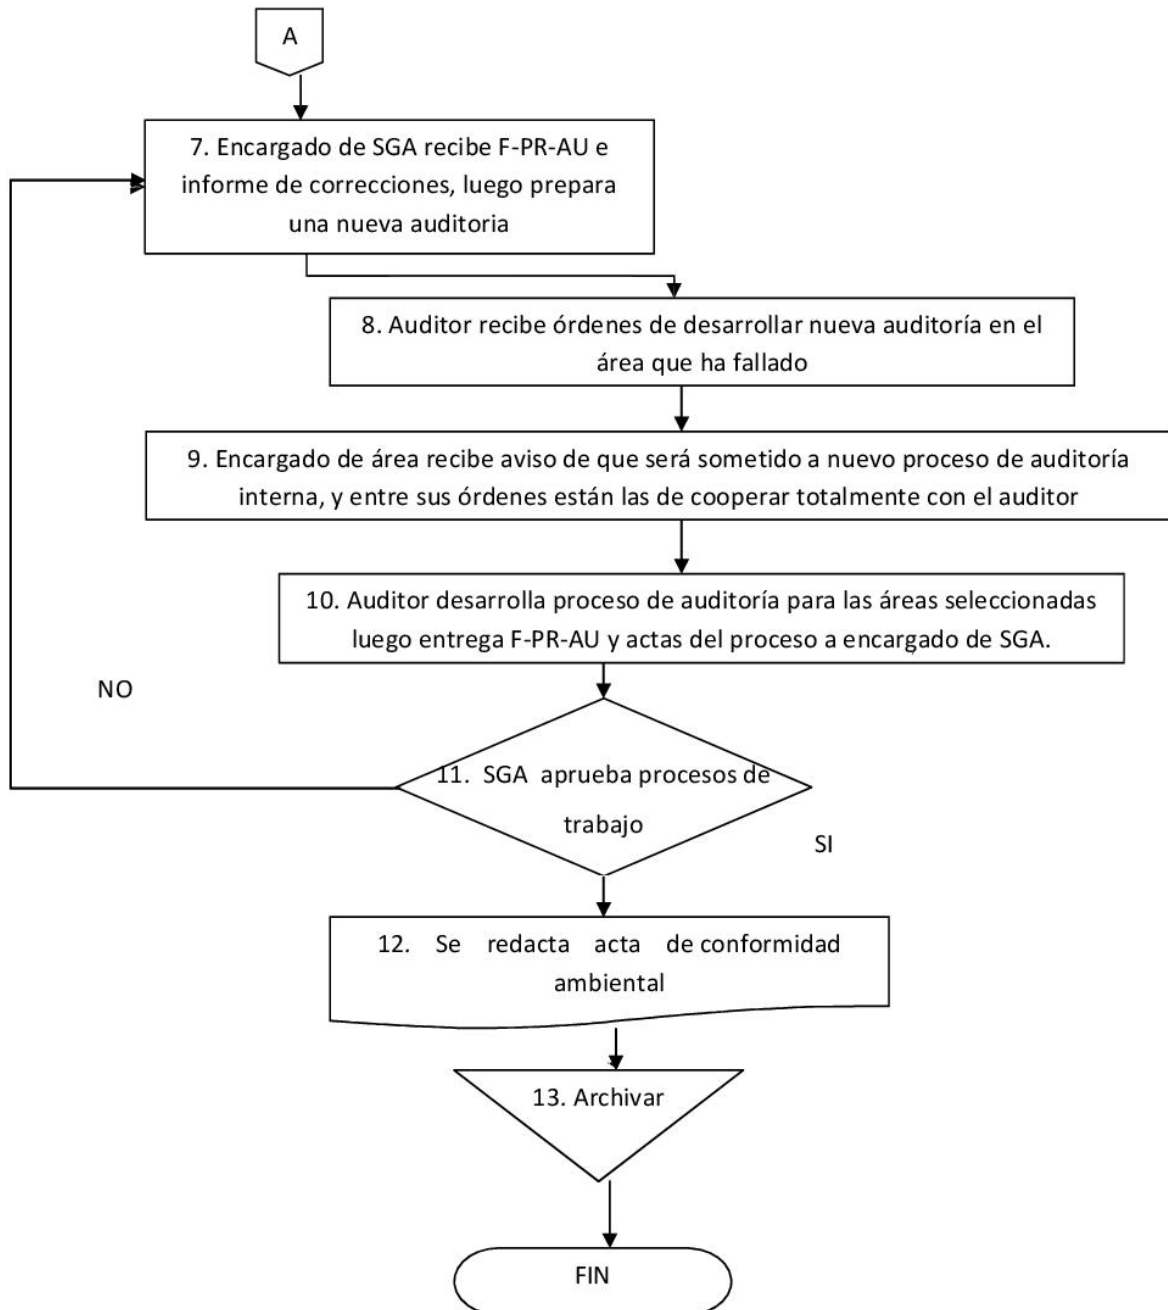 A
7. Encargado de SGA recibe F-PR-AU e
informe de correcciones, luego prepara
una nueva auditoria
8. Auditor recibe órdenes de desarrollar nueva auditoría en el
área que ha fallado
9. Encargado de área recibe aviso de que será sometido a nuevo proceso de auditoría
interna, y entre sus órdenes están las de cooperar totalmente con el auditor
10. Auditor desarrolla proceso de auditoría para las áreas seleccionadas
luego entrega F-PR-AU y actas del proceso a encargado de SGA.
NO
11. SGA aprueba procesos de
trabajo
SI
12. Se redacta acta de conformidad
ambiental
13. Archivar
FIN